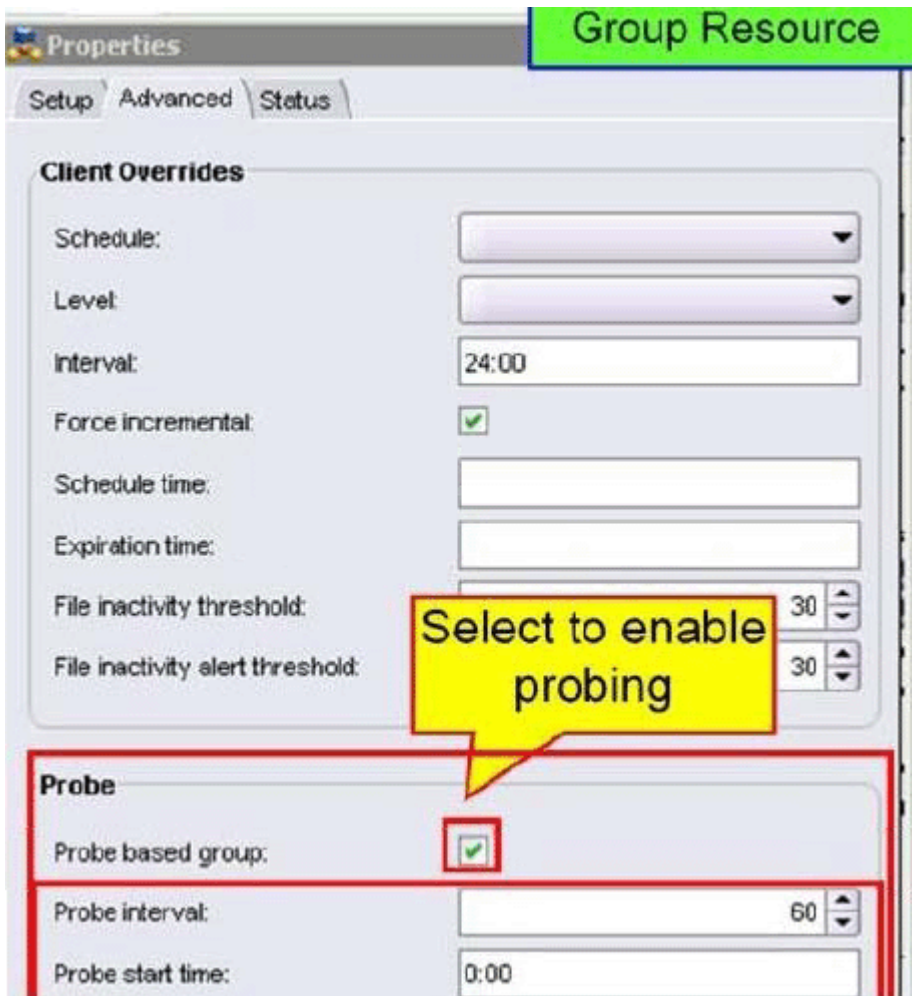 Group Resource
Properties
Setup Advanced Status
Client Overrides
Schedule:
Level:
Interval: 24:00
Force incremental:
Schedule time:
Expiration time:
File inactivity threshold: 30
File inactivity alert threshold: 30
Select to enable
probing
Probe
Probe based group:
Probe interval: 60
Probe start time: 0:00